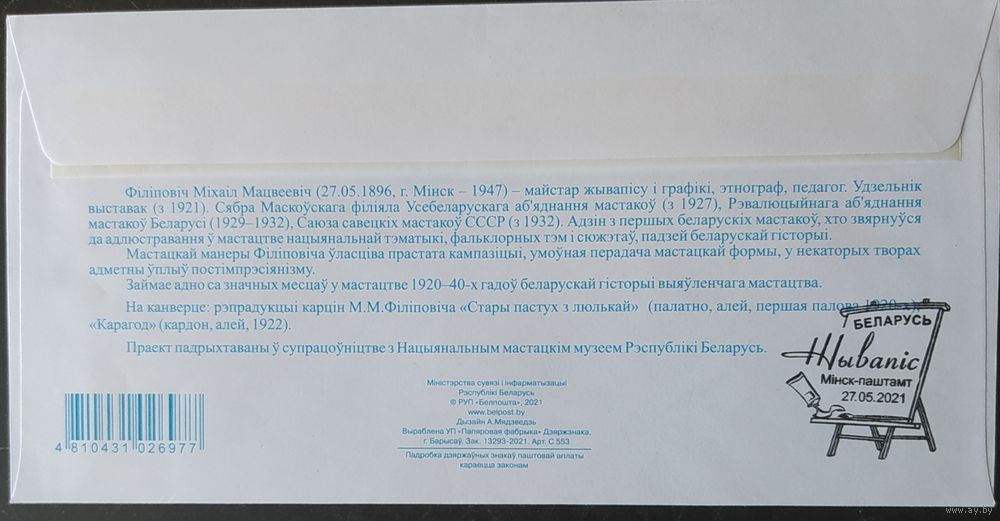 Філіповіч Міхаіл Мацвеевіч (27.05.1896, г. Мінск – 1947) – майстар жывапісу і графікі, этнограф, педагог. Удзельнік
выставак (з 1921). Сябра Маскоўскага філіяла Усебеларускага аб'яднання мастакоў (з 1927), Рэвалюцыйнага аб'яднання
мастакоў Беларусі (1929–1932), Саюза савецкіх мастакоў СССР (з 1932). Адзін з першых беларускіх мастакоў, хто звярнуўся
да адлюстравання ў мастацтве нацыянальнай тэматыкі, фальклорных тэм і сюжэтаў, падзей беларускай гісторыі.
Мастацкай манеры Філіповіча ўласціва прастата кампазіцыі, умоўная перадача мастацкай формы, у некаторых творах
адметны ўплыў постімпрэсіянізму.
Займае адно са значных месцаў у мастацтве 1920–40-х гадоў беларускай гісторыі выяўленчага мастацтва.
На канверце: рэпрадукцыі карцін М.М.Філіповіча «Стары пастух з люлькай» (палатно, алей, першая палова 1920-х),
«Карагод» (кардон, алей, 1922).
Праект падрыхтаваны ў супрацоўніцтве з Нацыянальным мастацкім музеем Рэспублікі Беларусь.
БЕЛАРУСЬ
Жывапіс
Мінск-паштамт
27.05.2021
Міністэрства сувязі і інфарматызацыі
Рэспублікі Беларусь
© РУП «Белпошта», 2021
www.belpost.by
Дызайн А.Мядзведзь
Выраблена УП «Папяровая фабрыка» Дзяржзнака,
г. Барысаў. Зак. 13293-2021. Арт. С 553
Падробка дзяржаўных знакаў паштовай аплаты
караецца законам
4 810431 026977
www.ay.by